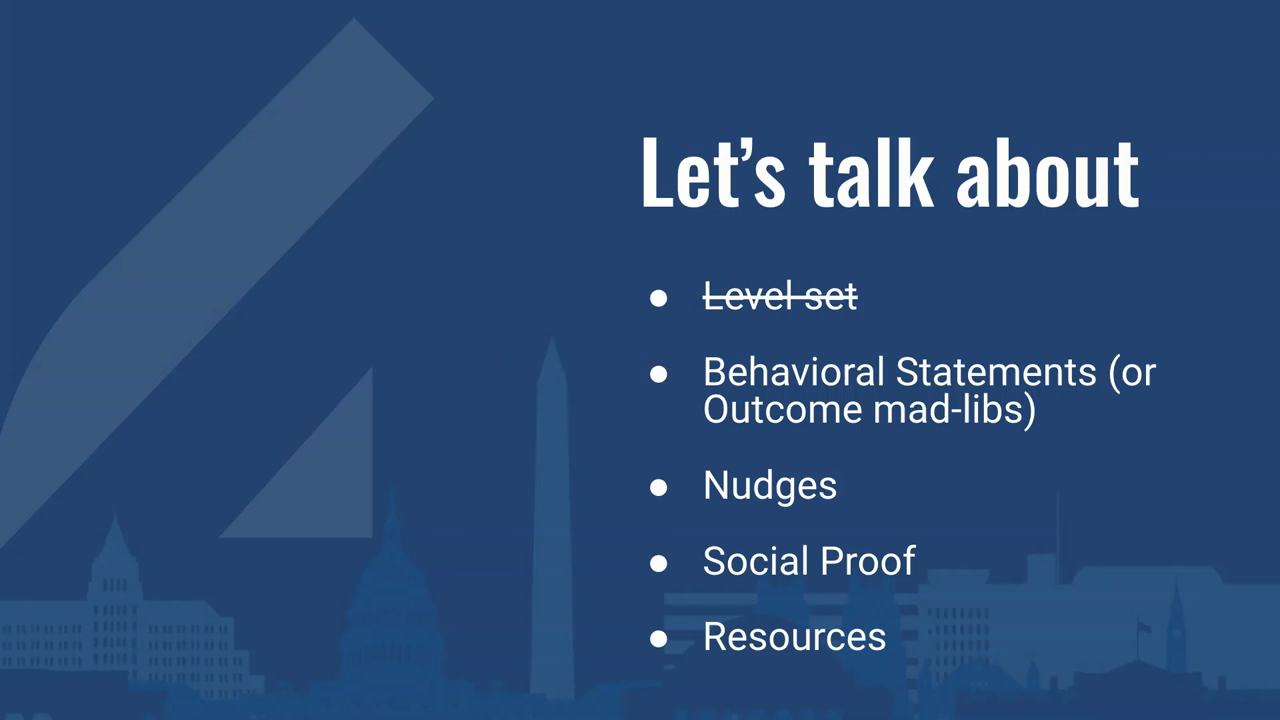 Let’s talk about
● Level set
● Behavioral Statements (or
Outcome mad-libs)
● Nudges
● Social Proof
● Resources